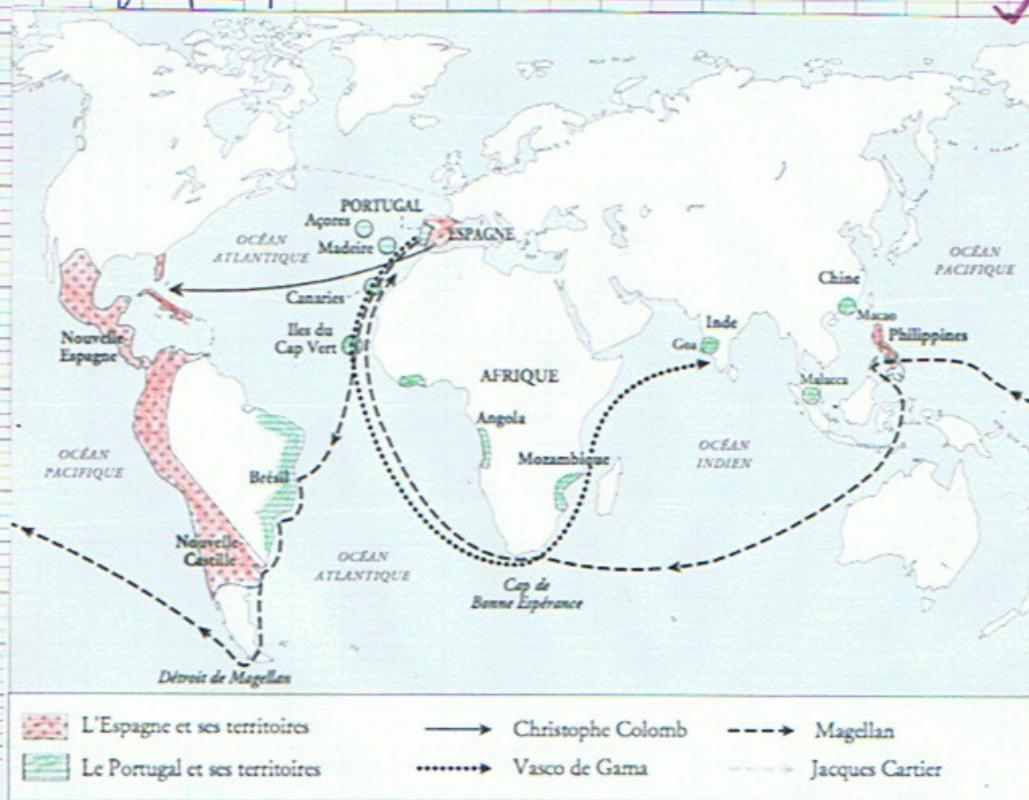 PORTUGAL
Açores
ESPAGNE
Madeire
OCÉAN
ATLANTIQUE
OCÉAN
PACIFIQUE
Canaries
Chine
Macao
Nouvelle
Espagne
Iles du
Cap Vert
Inde
Goa
Philippines
AFRIQUE
Malacca
Angola
OCÉAN
PACIFIQUE
Brésil
Mozambique
OCÉAN
INDIEN
Nouvelle
Castille
OCÉAN
ATLANTIQUE
Cap de
Bonne Espérance
Détroit de Magellan
L'Espagne et ses territoires
Christophe Colomb
Magellan
Le Portugal et ses territoires
Vasco de Gama
Jacques Cartier